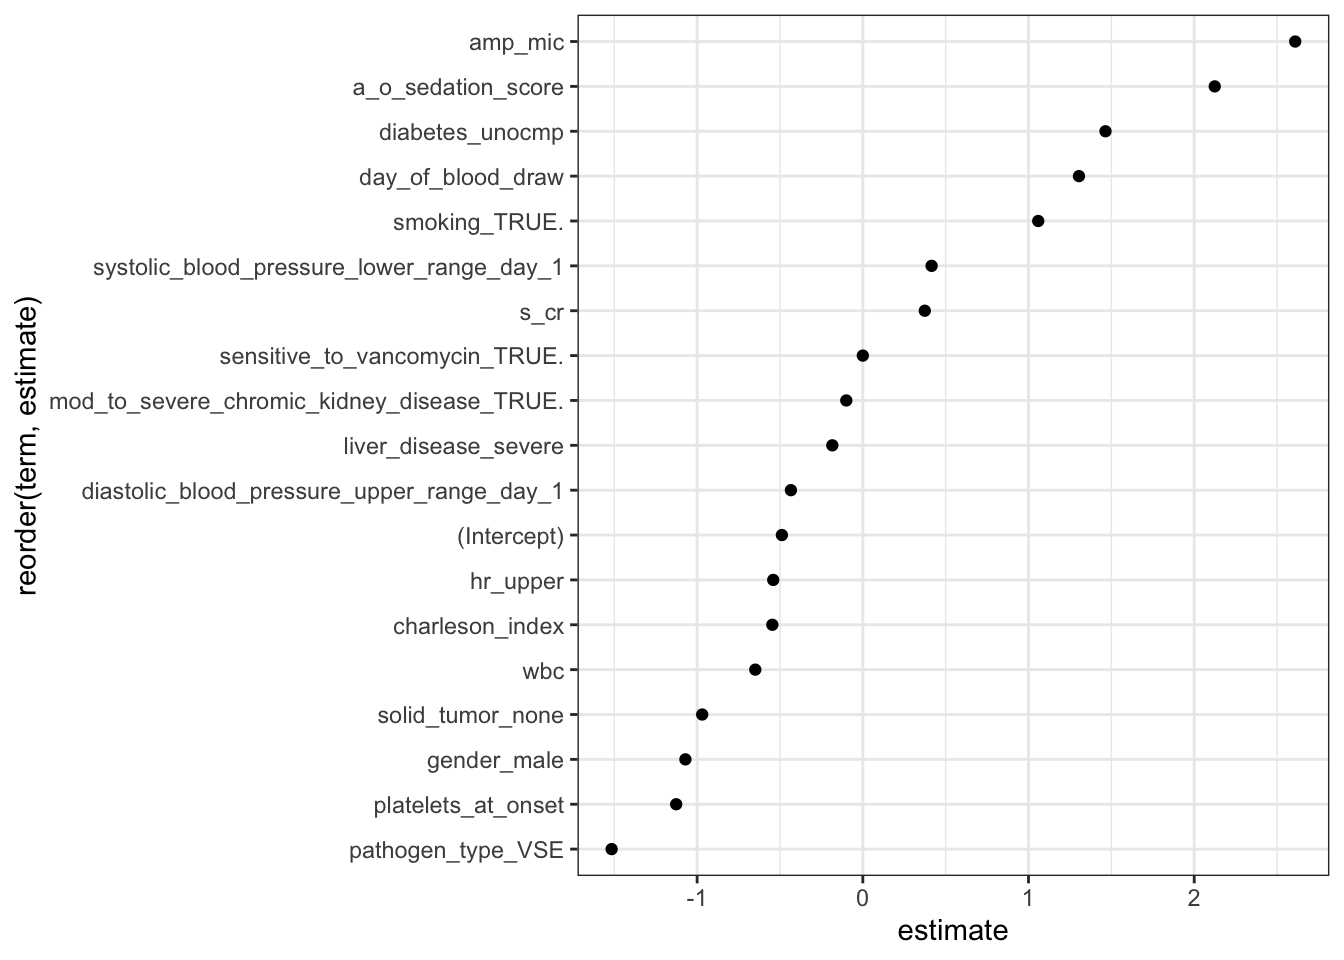 amp_mic
a_o_sedation_score
diabetes_unocmp
day_of_blood_draw
smoking_TRUE.
systolic_blood_pressure_lower_range_day_1
s_cr
sensitive_to_vancomycin_TRUE.
mod_to_severe_chromic_kidney_disease_TRUE.
liver_disease_severe
diastolic_blood_pressure_upper_range_day_1
(Intercept)
hr_upper
charleson_index
wbc
solid_tumor_none
gender_male
platelets_at_onset
pathogen_type_VSE
reorder(term, estimate)
-1 0 1 2
estimate